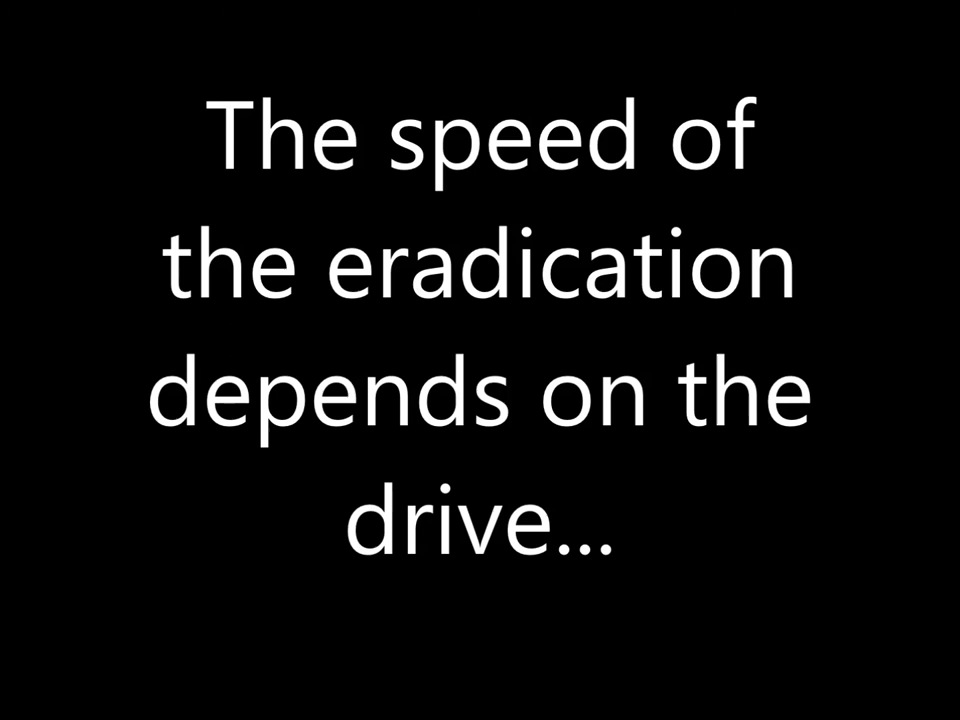 The speed of
the eradication
depends on the
drive...